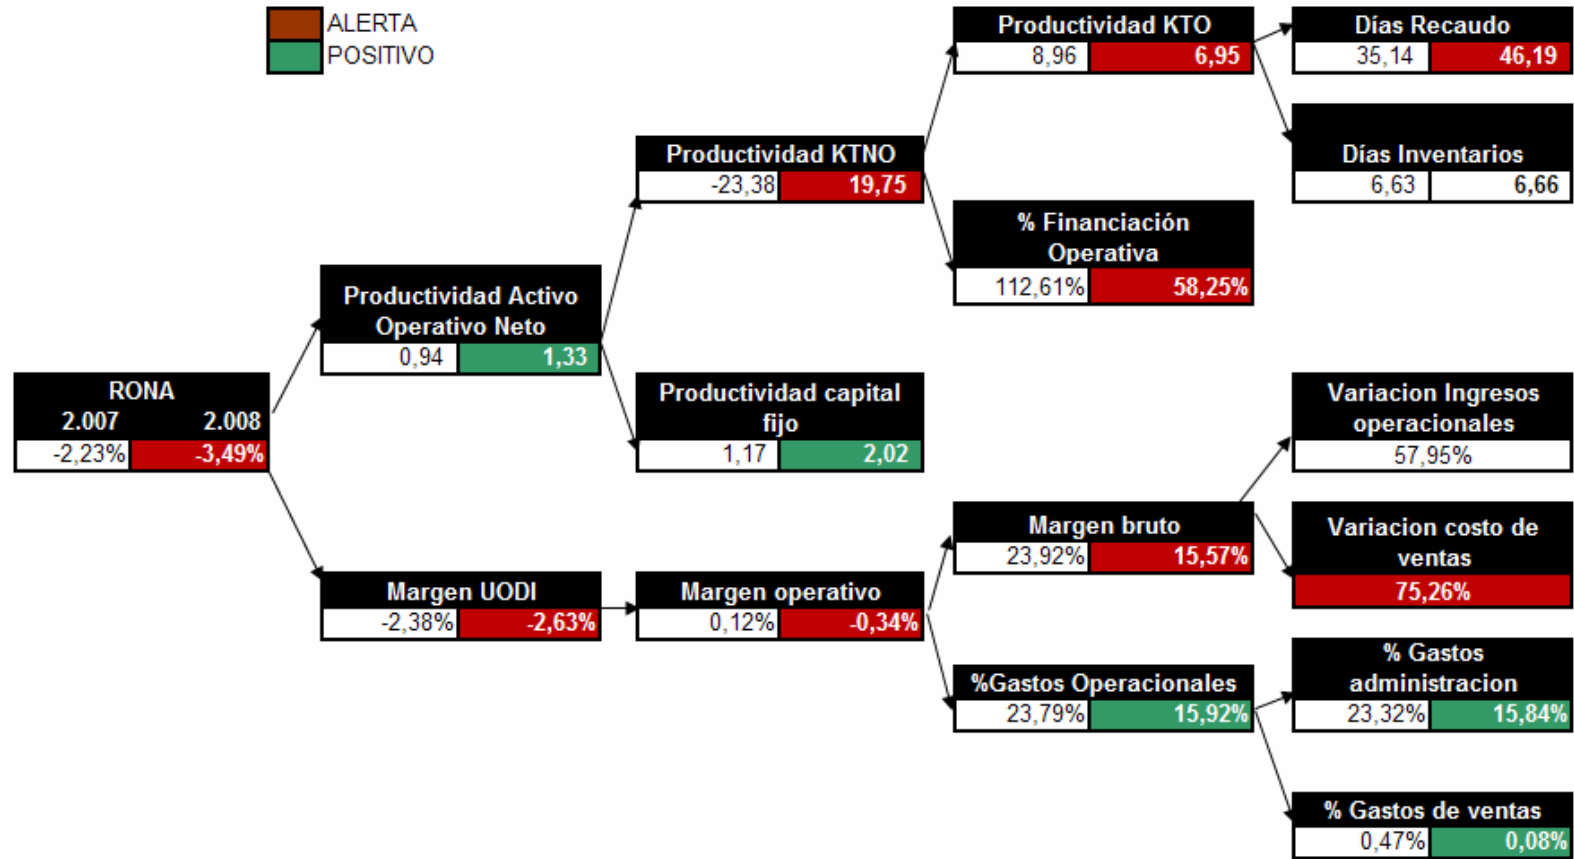 ALERTA
POSITIVO
Productividad KTO
8,96 6,95
Días Recaudo
35,14 46,19
Días Inventarios
6,63 6,66
Productividad KTNO
-23,38 19,75
% Financiación
Operativa
112,61% 58,25%
Productividad Activo
Operativo Neto
0,94 1,33
RONA
2.007 2.008
-2,23% -3,49%
Productividad capital
fijo
1,17 2,02
Variacion Ingresos
operacionales
57,95%
Margen bruto
23,92% 15,57%
Variacion costo de
ventas
75,26%
Margen UODI
-2,38% -2,63%
Margen operativo
0,12% -0,34%
%Gastos Operacionales
23,79% 15,92%
% Gastos
administracion
23,32% 15,84%
% Gastos de ventas
0,47% 0,08%